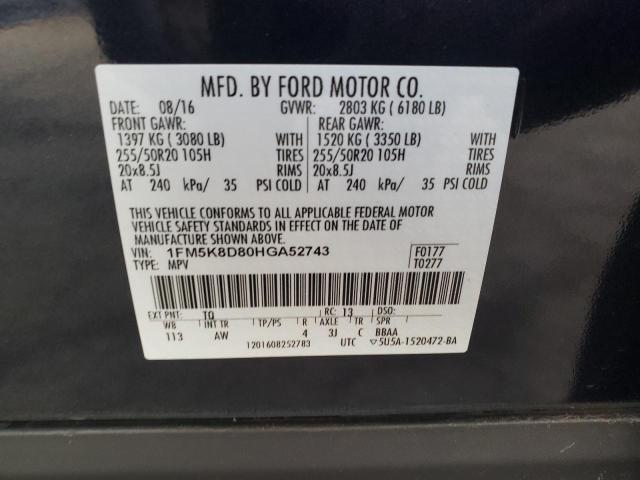 MFD. BY FORD MOTOR CO.
DATE: 08/16 GVWR: 2803 KG ( 6180 LB)
FRONT GAWR: REAR GAWR:
1397 KG ( 3080 LB) WITH 1520 KG ( 3350 LB) WITH
255/50R20 105H TIRES 255/50R20 105H TIRES
20x8.5J RIMS 20x8.5J RIMS
AT 240 kPa/ 35 PSI COLD AT 240 kPa/ 35 PSI COLD
THIS VEHICLE CONFORMS TO ALL APPLICABLE FEDERAL MOTOR
VEHICLE SAFETY STANDARDS IN EFFECT ON THE DATE OF
MANUFACTURE SHOWN ABOVE.
VIN: 1FM5K8D80HGA52743 F0177
TYPE: MPV T0277
EXT PNT: TQ RC: 13 DSO:
WB INT TR TP/PS R AXLE TR SPR
113 AW 4 3J C BBAA
1201608252783 UTC ▽5U5A-1520472-BA